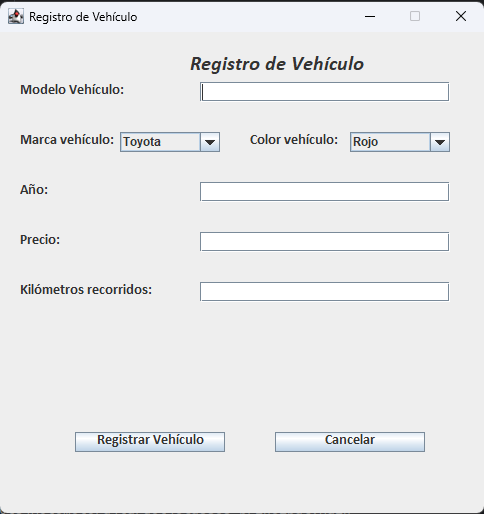 Registro de Vehículo
Registro de Vehículo
Modelo Vehículo:
Marca vehículo: Toyota Color vehículo: Rojo
Año:
Precio:
Kilómetros recorridos:
Registrar Vehículo Cancelar